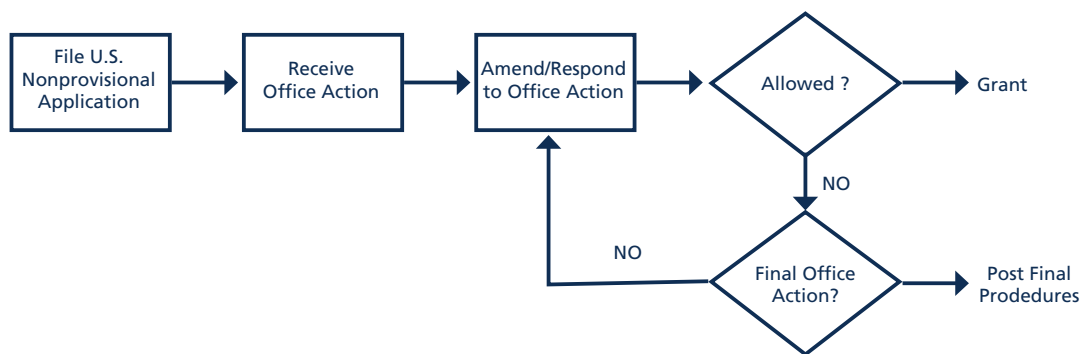 File U.S.
Nonprovisional
Application
Receive
Office Action
Amend/Respond
to Office Action
Allowed ?
Grant
NO
Final Office
Action?
NO
Post Final
Prodedures